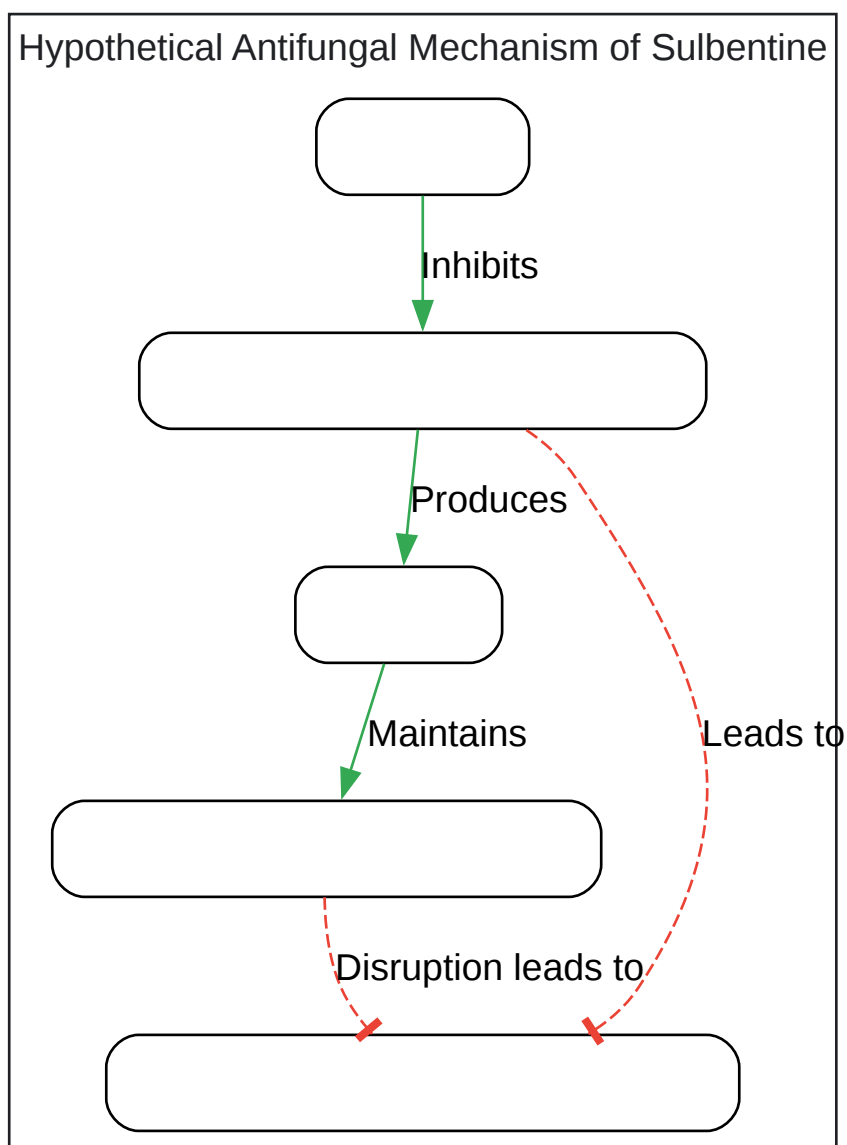 Hypothetical Antifungal Mechanism of Sulbentine
Inhibits
Produces
Maintains
Leads to
Disruption leads to